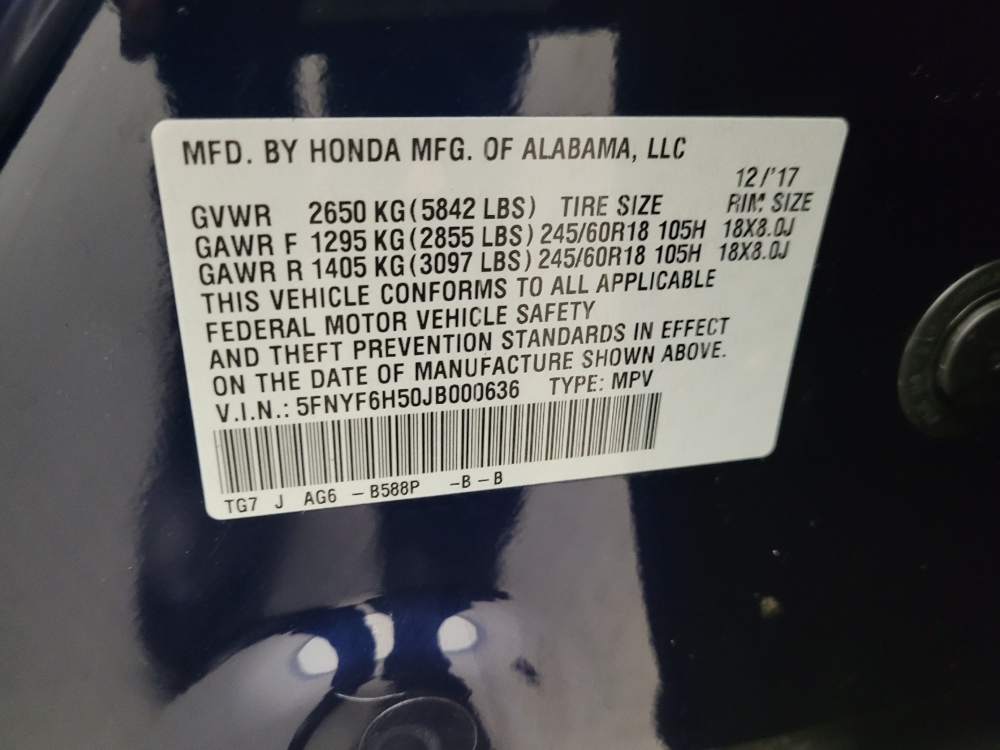 MFD. BY HONDA MFG. OF ALABAMA, LLC
12/'17
GVWR 2650 KG (5842 LBS) TIRE SIZE RIM SIZE
GAWR F 1295 KG (2855 LBS) 245/60R18 105H 18X8.0J
GAWR R 1405 KG (3097 LBS) 245/60R18 105H 18X8.0J
THIS VEHICLE CONFORMS TO ALL APPLICABLE
FEDERAL MOTOR VEHICLE SAFETY
AND THEFT PREVENTION STANDARDS IN EFFECT
ON THE DATE OF MANUFACTURE SHOWN ABOVE.
V.I.N.: 5FNYF6H50JB000636 TYPE: MPV
TG7 J AG6 - B588P - B - B